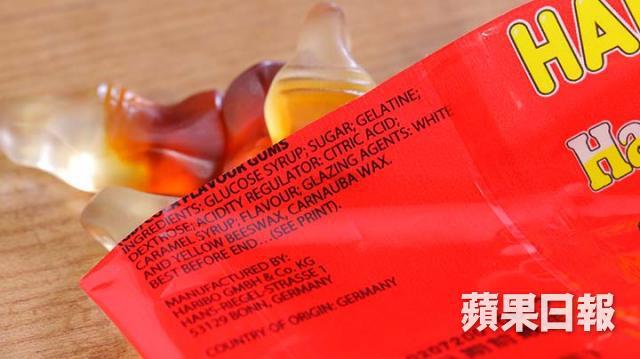 HA
Ha
FLAVOUR GUMS
INGREDIENTS: GLUCOSE SYRUP; SUGAR; GELATINE;
DEXTROSE; ACIDITY REGULATOR: CITRIC ACID;
CARAMEL SYRUP; FLAVOUR; GLAZING AGENTS: WHITE
AND YELLOW BEESWAX, CARNAUBA WAX.
BEST BEFORE END...(SEE PRINT).
MANUFACTURED BY:
HARIBO GMBH & Co. KG
HANS-RIEGEL-STRASSE 1
53129 BONN, GERMANY
COUNTRY OF ORIGIN: GERMANY
蘋果日報